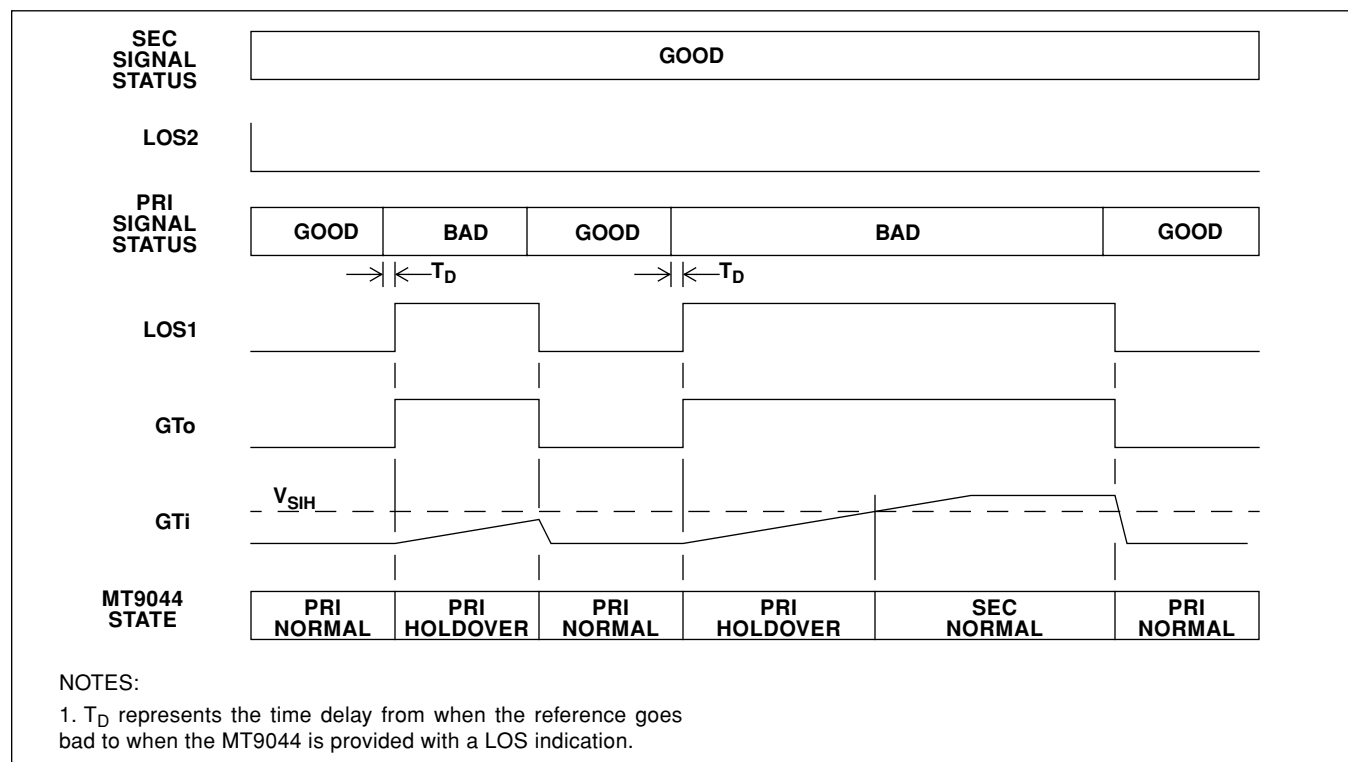 SEC
SIGNAL
STATUS
GOOD
LOS2
PRI
SIGNAL
STATUS
GOOD
BAD
GOOD
BAD
GOOD
TD
TD
LOS1
GTo
VSIH
GTi
MT9044
STATE
PRI
NORMAL
PRI
HOLDOVER
PRI
NORMAL
PRI
HOLDOVER
SEC
NORMAL
PRI
NORMAL
NOTES:
1. TD represents the time delay from when the reference goes
bad to when the MT9044 is provided with a LOS indication.